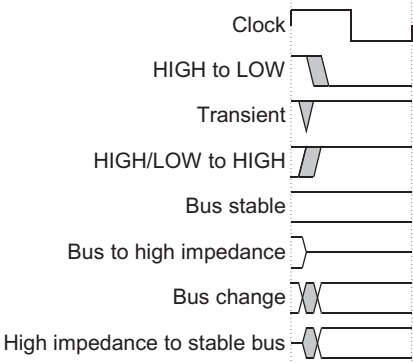 Clock
HIGH to LOW
Transient
HIGH/LOW to HIGH
Bus stable
Bus to high impedance
Bus change
High impedance to stable bus